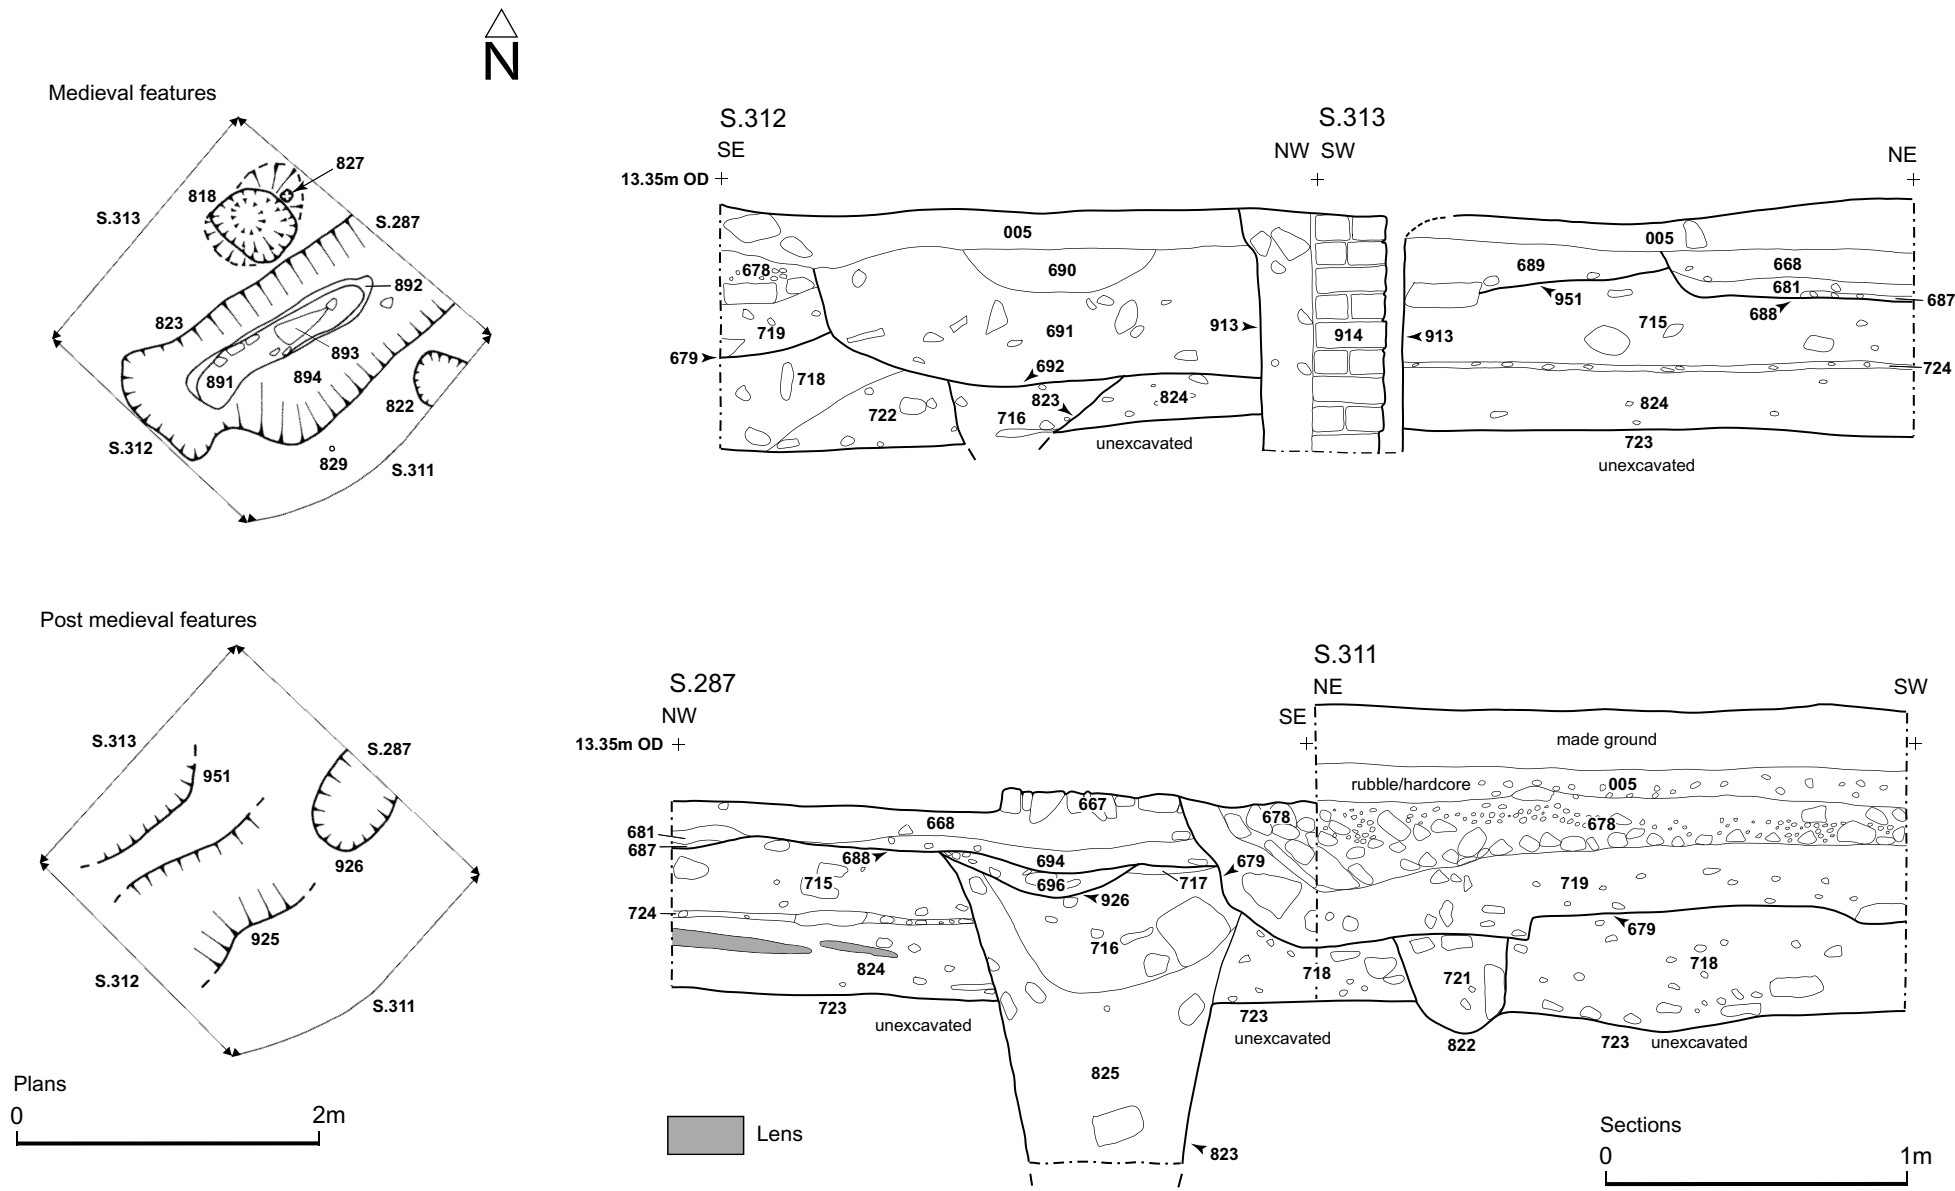 N
Medieval features
827
818
S.313
S.287
892
823
893
891
894
822
S.312
829
S.311
S.312
S.313
SE
NW SW
NE
13.35m OD
005
005
678
690
689
668
681
687
951
688
719
691
913
914
913
715
679
692
718
722
823
716
824
724
824
unexcavated
723
unexcavated
Post medieval features
S.313
S.287
951
926
925
S.312
S.311
Plans
0 2m
S.287
S.311
NW
SE
NE
SW
13.35m OD
made ground
rubble/hardcore 005
667
668
678
678
681
687
688
694
679
696
717
715
926
719
724
716
679
824
718
721
718
723
unexcavated
723
unexcavated
822
723 unexcavated
825
823
Lens
Sections
0 1m